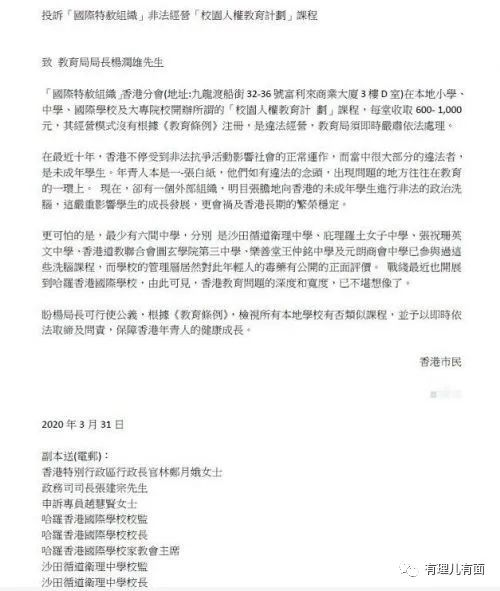 投訴「國際特赦組織」非法經營「校園人權教育計劃」課程
致 教育局局長楊潤雄先生
「國際特赦組織」香港分會(地址:九龍渡船街 32-36 號富利來商業大廈 3 樓 D 室)在本地小學、
中學、國際學校及大專院校開辦所謂的「校園人權教育計 劃」課程，每堂收取 600- 1,000
元，其經營模式沒有根據《教育條例》注冊，是違法經營，教育局須即時嚴肅依法處理。
在最近十年，香港不停受到非法抗爭活動影響社會的正常運作，而當中很大部分的違法者，
是未成年學生。年青人本是一張白紙，他們如有違法的念頭，出現問題的地方往往在教育
的一環上。 現在，卻有一個外部組織，明目張膽地向香港的未成年學生進行非法的政治洗
腦，這嚴重影響學生的成長發展，更會禍及香港長期的繁榮穩定。
更可怕的是，最少有六間中學，分別 是沙田循道衛理中學、庇理羅士女子中學、張祝珊英
文中學、香港道教聯合會圓玄學院第三中學、樂善堂王仲銘中學及元朗商會中學已參與過這
些洗腦課程，而學校的管理層居然對此年輕人的毒藥有公開的正面評價。 戰綫最近也開展
到哈羅香港國際學校，由此可見，香港教育問題的深度和寬度，已不堪想像了。
盼楊局長可行使公義，根據《教育條例》，檢視所有本地學校有否類似課程，並予以即時依
法取締及問責，保障香港年青人的健康成長。
香港市民
2020 年 3 月 31 日
副本送(電郵)：
香港特別行政區行政長官林鄭月娥女士
政務司司長張建宗先生
申訴專員趙慧賢女士
哈羅香港國際學校校監
哈羅香港國際學校校長
哈羅香港國際學校家教會主席
沙田循道衛理中學校監
沙田循道衛理中學校長
有理儿有面